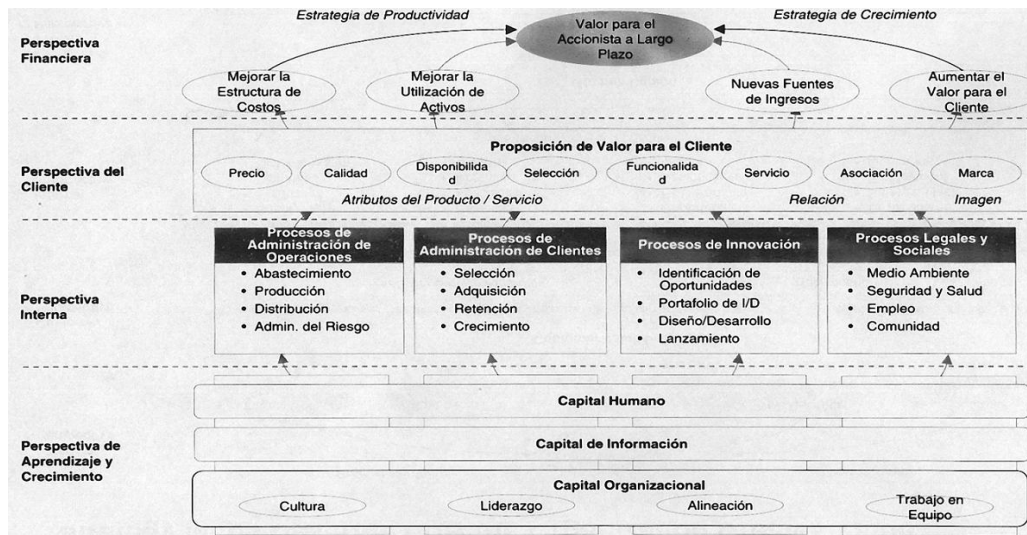 Estrategia de Productividad
Estrategia de Crecimiento
Perspectiva
Financiera
Valor para el
Accionista a Largo
Plazo
Mejorar la
Estructura de
Costos
Mejorar la
Utilización de
Activos
Nuevas Fuentes
de Ingresos
Aumentar el
Valor para el
Cliente
Perspectiva del
Cliente
Proposición de Valor para el Cliente
Precio
Calidad
Disponibilida
d
Selección
Funcionalida
d
Servicio
Asociación
Marca
Atributos del Producto / Servicio
Relación
Imagen
Perspectiva
Interna
Procesos de
Administración de
Operaciones
• Abastecimiento
• Producción
• Distribución
• Admin. del Riesgo
Procesos de
Administración de Clientes
• Selección
• Adquisición
• Retención
• Crecimiento
Procesos de Innovación
• Identificación de
Oportunidades
• Portafolio de I/D
• Diseño/Desarrollo
• Lanzamiento
Procesos Legales y
Sociales
• Medio Ambiente
• Seguridad y Salud
• Empleo
• Comunidad
Perspectiva de
Aprendizaje y
Crecimiento
Capital Humano
Capital de Información
Capital Organizacional
Cultura
Liderazgo
Alineación
Trabajo en
Equipo